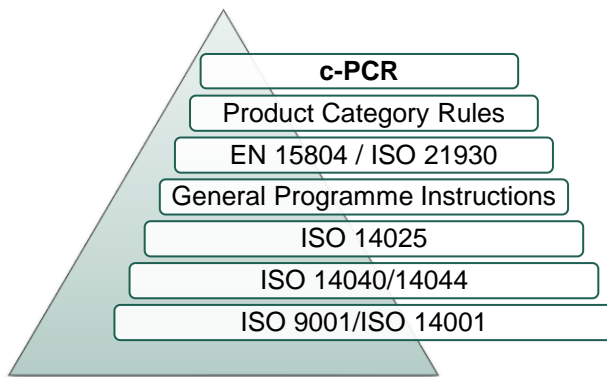 c-PCR
Product Category Rules
EN 15804 / ISO 21930
General Programme Instructions
ISO 14025
ISO 14040/14044
ISO 9001/ISO 14001